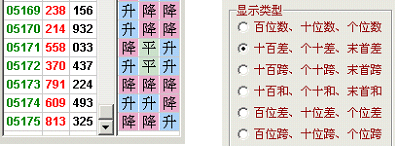 05169 238 156 升 降 降
05170 214 932 升 升 升
05171 558 033 降 平 升
05172 370 437 升 平 升
05173 791 224 降 降 降
05174 609 493 升 升 降
05175 813 325 降 降 升
显示类型
百位数、十位数、个位数
十百差、个十差、末首差
十百跨、个十跨、末首跨
十百和、个十和、末首和
百位差、十位差、个位差
百位跨、十位跨、个位跨